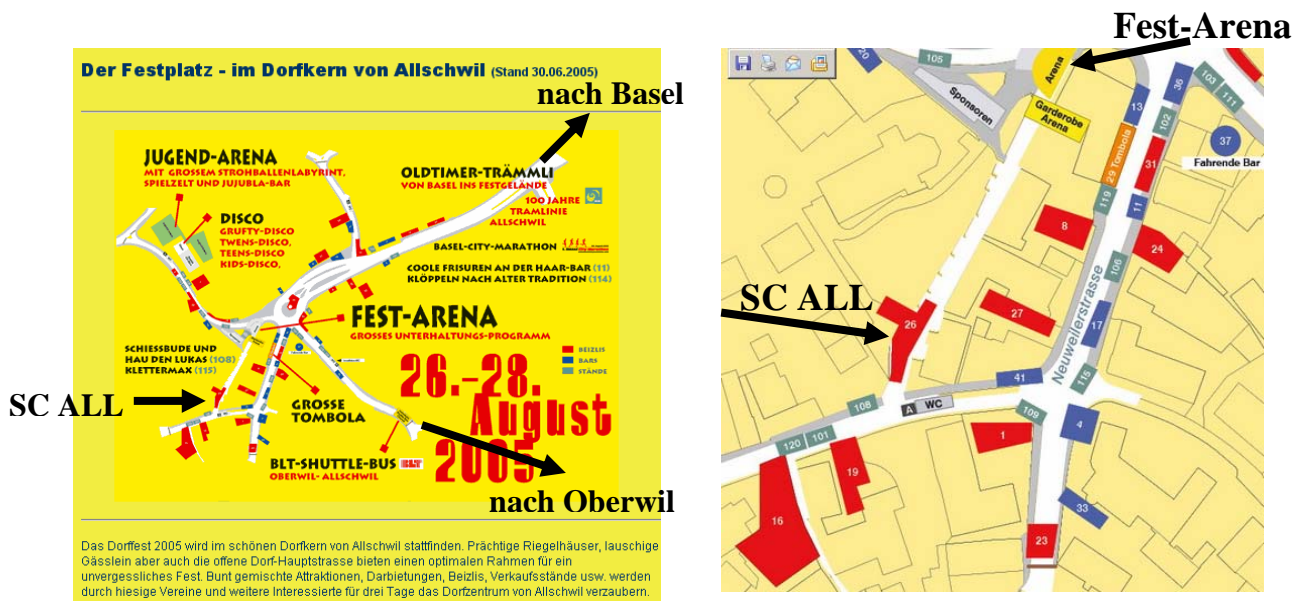 Fest-Arena
Der Festplatz - im Dorfkern von Allschwil (Stand 30.06.2005)
nach Basel
JUGEND-ARENA
MIT GROSSEM STROHBALLENLABYRINT,
SPIELZELT UND JUJUBLA-BAR
OLDTIMER-TRÄMMLI
VON BASEL INS FESTGELÄNDE
100 JAHRE
TRAMLINIE
ALLSCHWIL
DISCO
GRUFTY-DISCO
TWENS-DISCO,
TEENS-DISCO
KIDS-DISCO,
BASEL-CITY-MARATHON
COOLE FRISUREN AN DER HAAR-BAR (11)
KLÖPPELN NACH ALTER TRADITION (114)
FEST-ARENA
GROSSES UNTERHALTUNGS-PROGRAMM
SCHIESSBUDE UND
HAU DEN LUKAS (108)
KLETTERMAX (115)
BEIZLIS
BARS
STÄNDE
26.-28.
August
2005
SC ALL
GROSSE
TOMBOLA
BLT-SHUTTLE-BUS BLT
OBERWIL-ALLSCHWIL
nach Oberwil
Das Dorffest 2005 wird im schönen Dorfkern von Allschwil stattfinden. Prächtige Riegelhäuser, lauschige
Gässlein aber auch die offene Dorf-Hauptstrasse bieten einen optimalen Rahmen für ein
unvergessliches Fest. Bunt gemischte Attraktionen, Darbietungen, Beizlis, Verkaufsstände usw. werden
durch hiesige Vereine und weitere Interessierte für drei Tage das Dorfzentrum von Allschwil verzaubern.
20
105
Arena
Sponsoren
Garderobe
Arena
13
36
103
111
102
37
Fahrende Bar
29 Tombola
31
119
11
8
24
106
SC ALL
26
27
Neuweilerstrasse
17
115
41
108
A WC
109
4
120
101
1
19
16
33
23